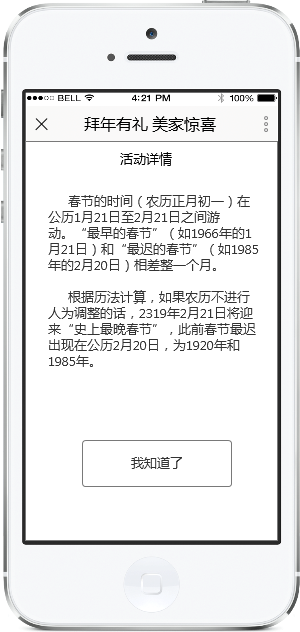 BELL 4:21 PM 100%
拜年有礼 美家惊喜
活动详情
春节的时间（农历正月初一）在
公历1月21日至2月21日之间游
动。“最早的春节”（如1966年的1
月21日）和“最迟的春节”（如1985
年的2月20日）相差整一个月。
根据历法计算，如果农历不进行
人为调整的话，2319年2月21日将迎
来“史上最晚春节”，此前春节最迟
出现在公历2月20日，为1920年和
1985年。
我知道了